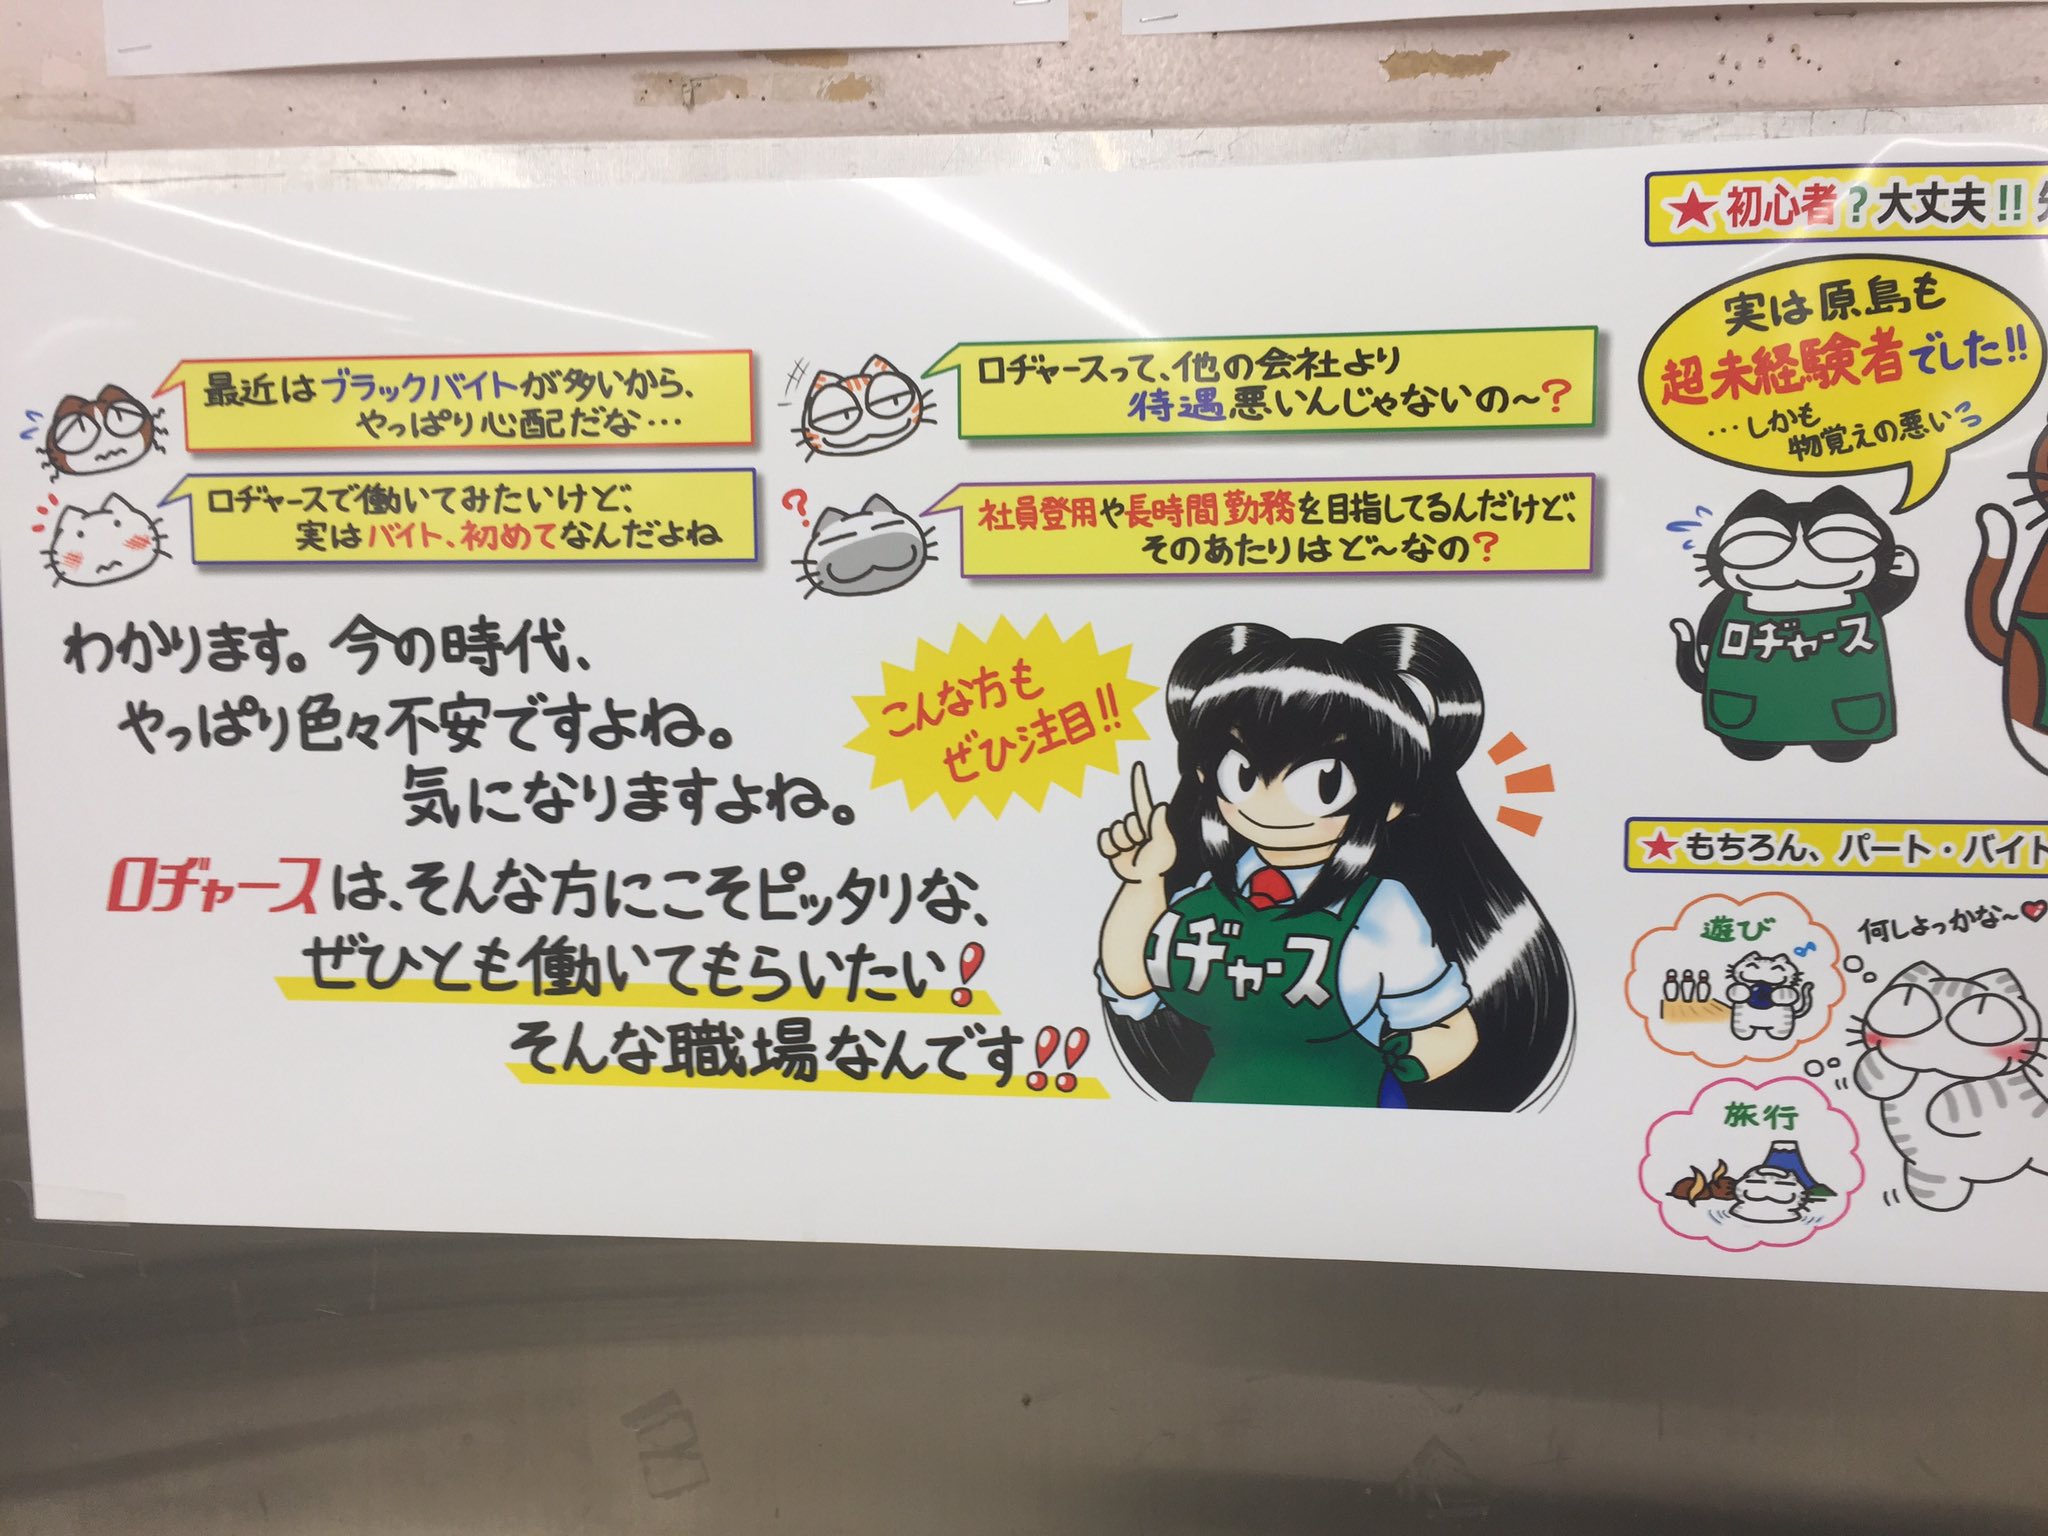 最近はブラックバイトが多いから、
やっぱり心配だな…
ロヂャースで働いてみたいけど、
実はバイト、初めてなんだよね
ロヂャースって、他の会社より
待遇悪いんじゃないの〜?
社員登用や長時間勤務を目指してるんだけど、
そのあたりはど〜なの?
わかります。今の時代、
やっぱり色々不安ですよね。
気になりますよね。
ロヂャースは、そんな方にこそピッタリな、
ぜひとも働いてもらいたい!
そんな職場なんです!!
こんな方も
ぜひ注目!!
ロヂャース
★初心者?大丈夫!!
実は原島も
超未経験者でした!!
…しかも
物覚えの悪いっ
ロヂャース
★もちろん、パート・バイト
遊び
何しよっかな〜♥
旅行